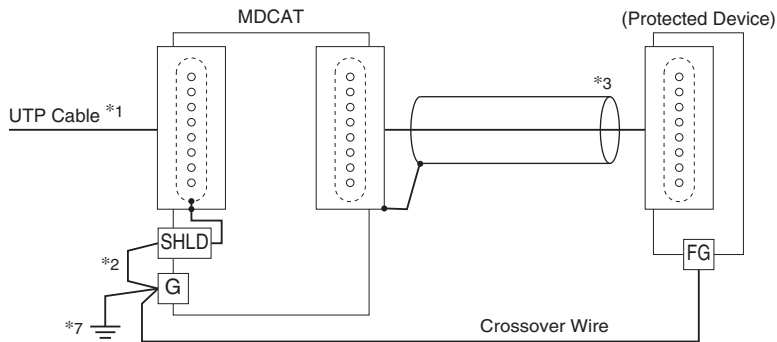 MDCAT
(Protected Device)
UTP Cable *1
*3
SHLD
*2
G
*7
FG
Crossover Wire